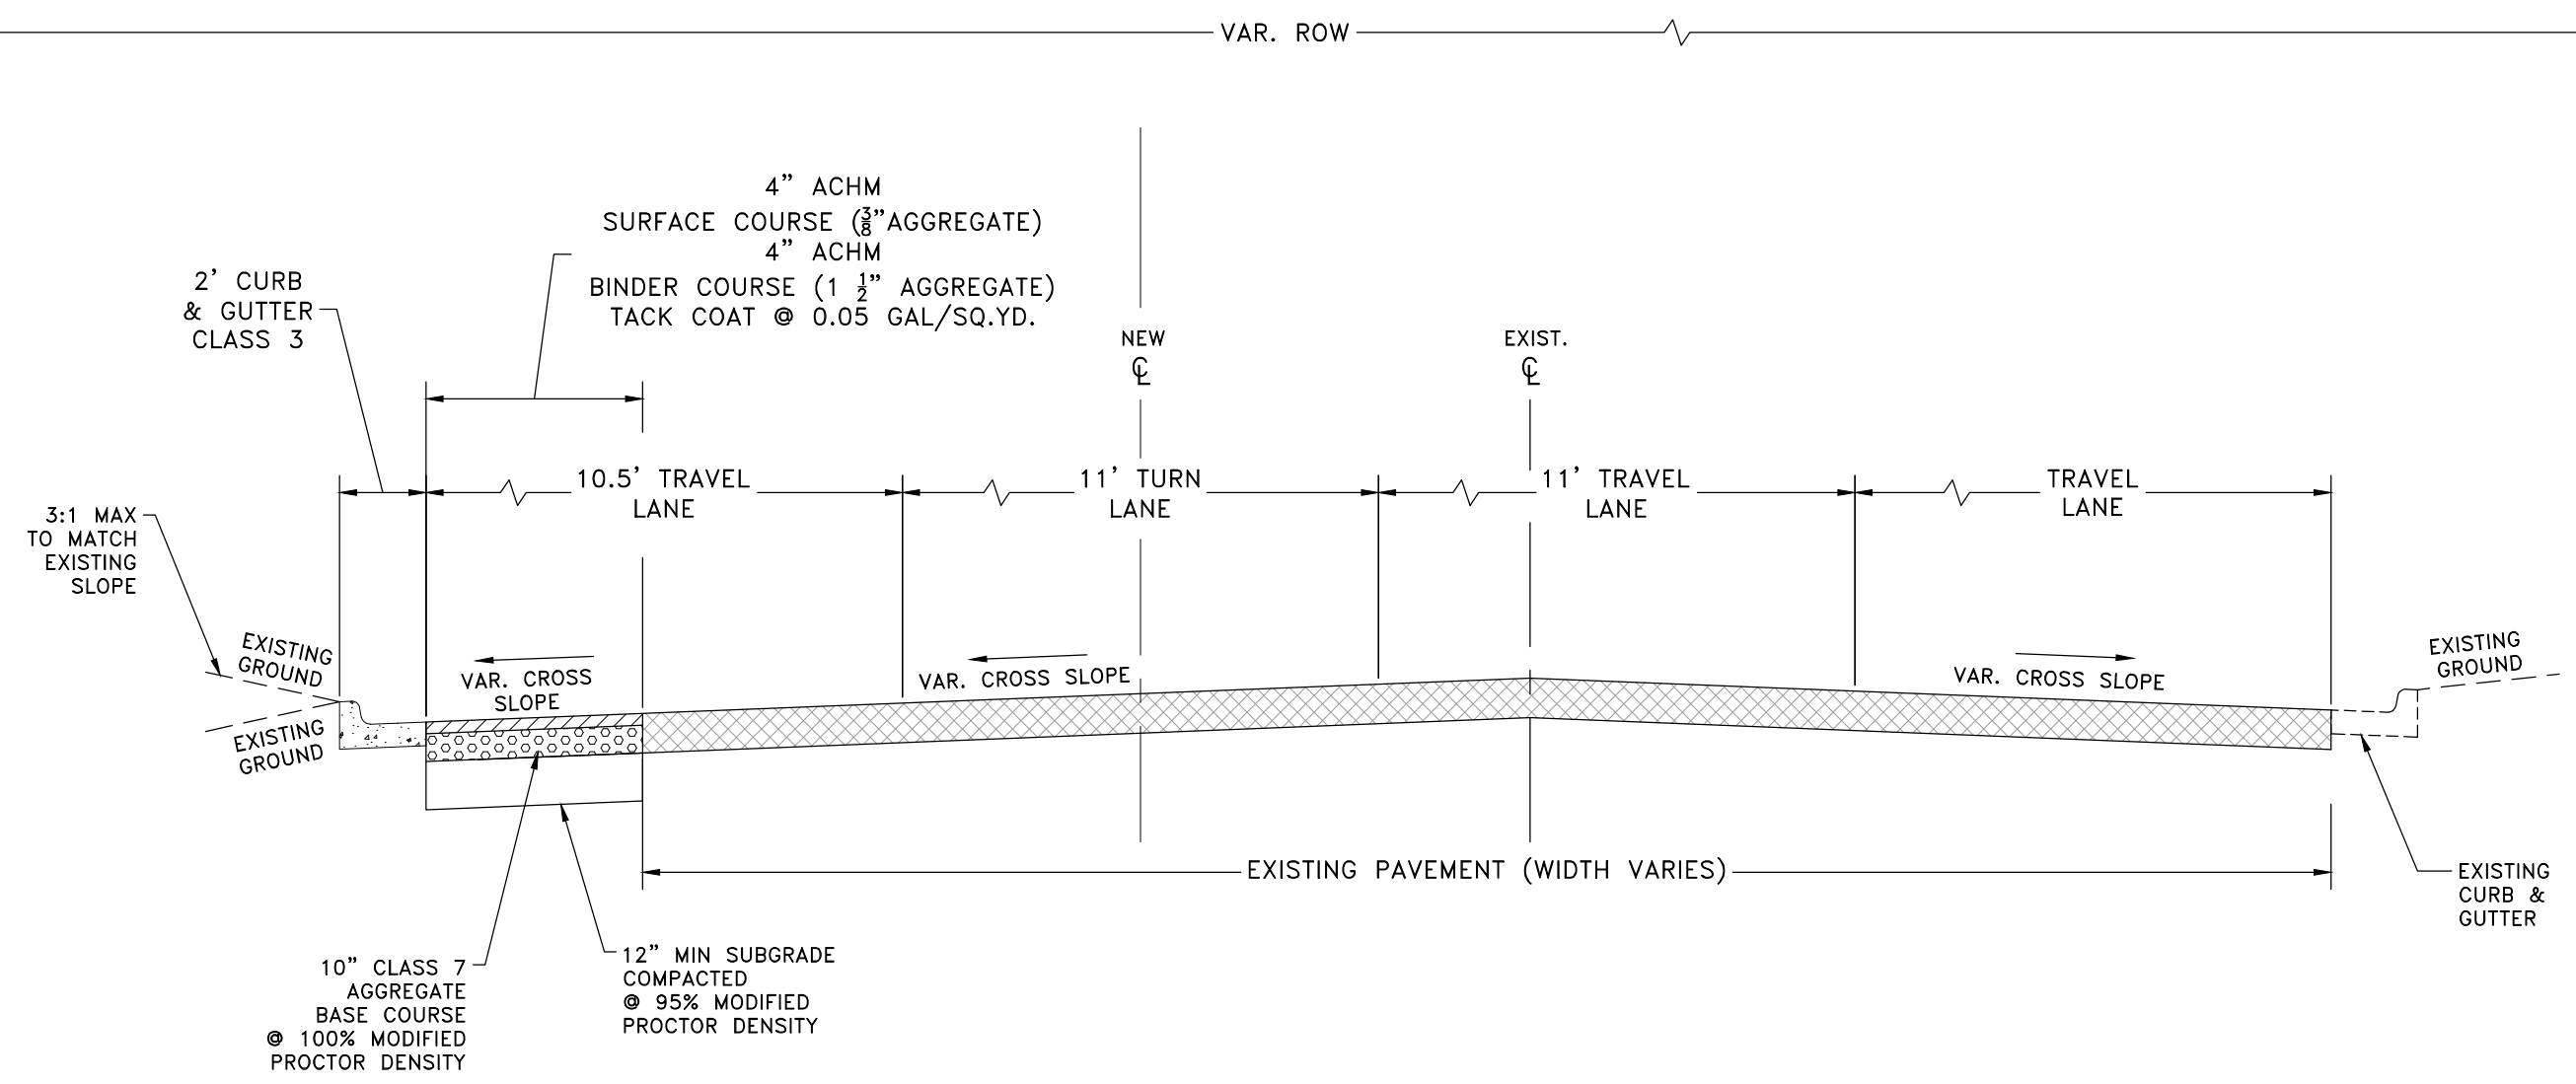 VAR. ROW
4” ACHM
SURFACE COURSE (3/8”AGGREGATE)
4” ACHM
BINDER COURSE (1 1/2” AGGREGATE)
TACK COAT @ 0.05 GAL/SQ.YD.
2’ CURB
& GUTTER
CLASS 3
NEW
℄
EXIST.
℄
10.5’ TRAVEL
LANE
11’ TURN
LANE
11’ TRAVEL
LANE
TRAVEL
LANE
3:1 MAX
TO MATCH
EXISTING
SLOPE
EXISTING
GROUND
EXISTING
GROUND
VAR. CROSS
SLOPE
VAR. CROSS SLOPE
VAR. CROSS SLOPE
EXISTING
GROUND
EXISTING PAVEMENT (WIDTH VARIES)
EXISTING
CURB &
GUTTER
10” CLASS 7
AGGREGATE
BASE COURSE
@ 100% MODIFIED
PROCTOR DENSITY
12” MIN SUBGRADE
COMPACTED
@ 95% MODIFIED
PROCTOR DENSITY